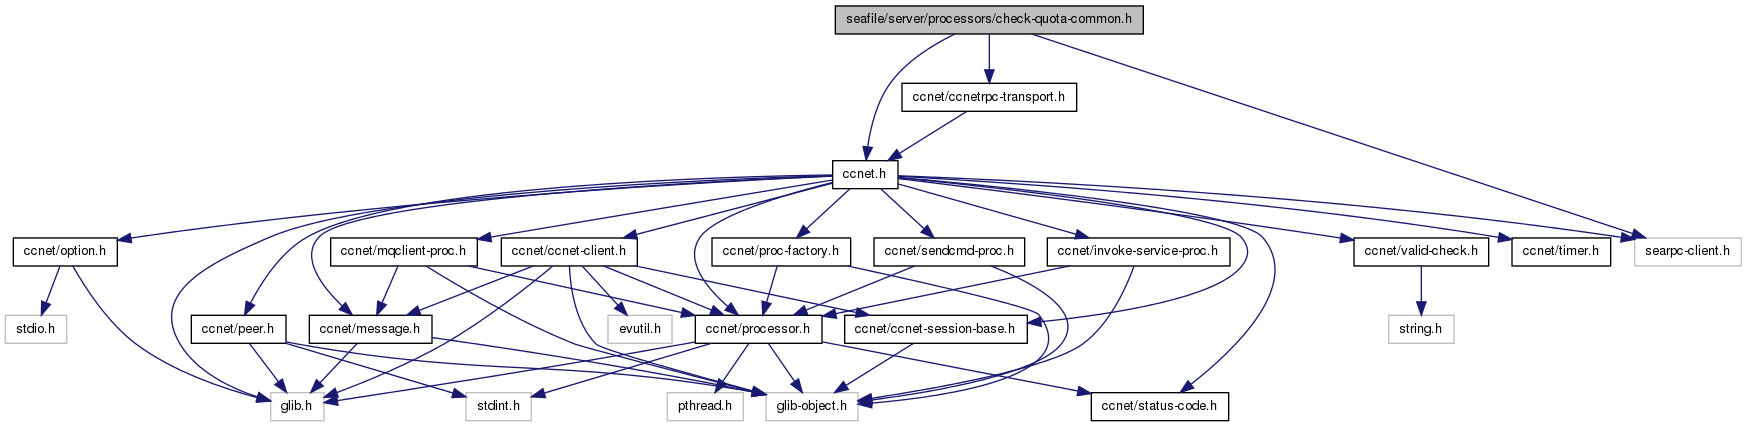 seafile/server/processors/check-quota-common.h
ccnet/ccnetrpc-transport.h
ccnet.h
ccnet/option.h
ccnet/mqclient-proc.h
ccnet/ccnet-client.h
ccnet/proc-factory.h
ccnet/sendcmd-proc.h
ccnet/invoke-service-proc.h
ccnet/valid-check.h
ccnet/timer.h
searpc-client.h
stdio.h
ccnet/peer.h
ccnet/message.h
evutil.h
ccnet/processor.h
ccnet/ccnet-session-base.h
string.h
glib.h
stdint.h
pthread.h
glib-object.h
ccnet/status-code.h